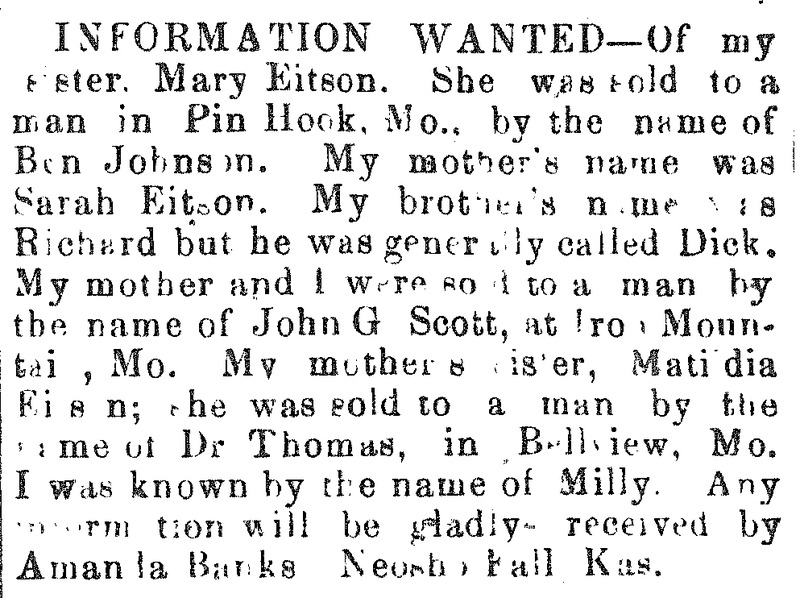 INFORMATION WANTED—Of my
sister, Mary Eitson. She was sold to a
man in Pin Hook, Mo., by the name of
Ben Johnson. My mother's name was
Sarah Eitson. My brother's name was
Richard but he was generally called Dick.
My mother and I were sold to a man by
the name of John G Scott, at Iron Moun-
tain, Mo. My mother's sister, Matildia
Eitson; she was sold to a man by the
name of Dr Thomas, in Bellview, Mo.
I was known by the name of Milly. Any
information will be gladly received by
Amanda Banks Neosho Fall Kas.